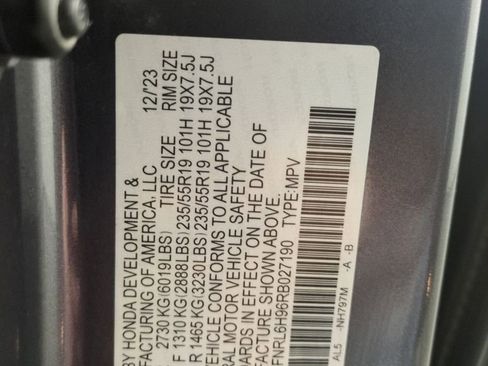 BY HONDA DEVELOPMENT &
FACTURING OF AMERICA, LLC 12/23
2730 KG(6019LBS) TIRE SIZE RIM SIZE
F 1310 KG(2888LBS)235/55R19 101H 19X7.5J
R 1465 KG(3230LBS)235/55R19 101H 19X7.5J
VEHICLE CONFORMS TO ALL APPLICABLE
RAL MOTOR VEHICLE SAFETY
ARDS IN EFFECT ON THE DATE OF
FACTURE SHOWN ABOVE.
FNRL6H96RB027190 TYPE:MPV
AL5 -NH797M -A -B